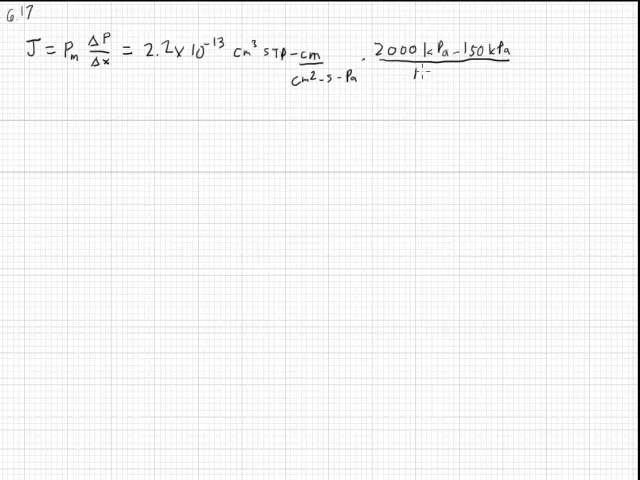 6.17
J = Pm ΔP/Δx = 2.2 x 10^-13 cm^3 STP-cm/cm^2-s-Pa . 2000 kPa-150 kPa/